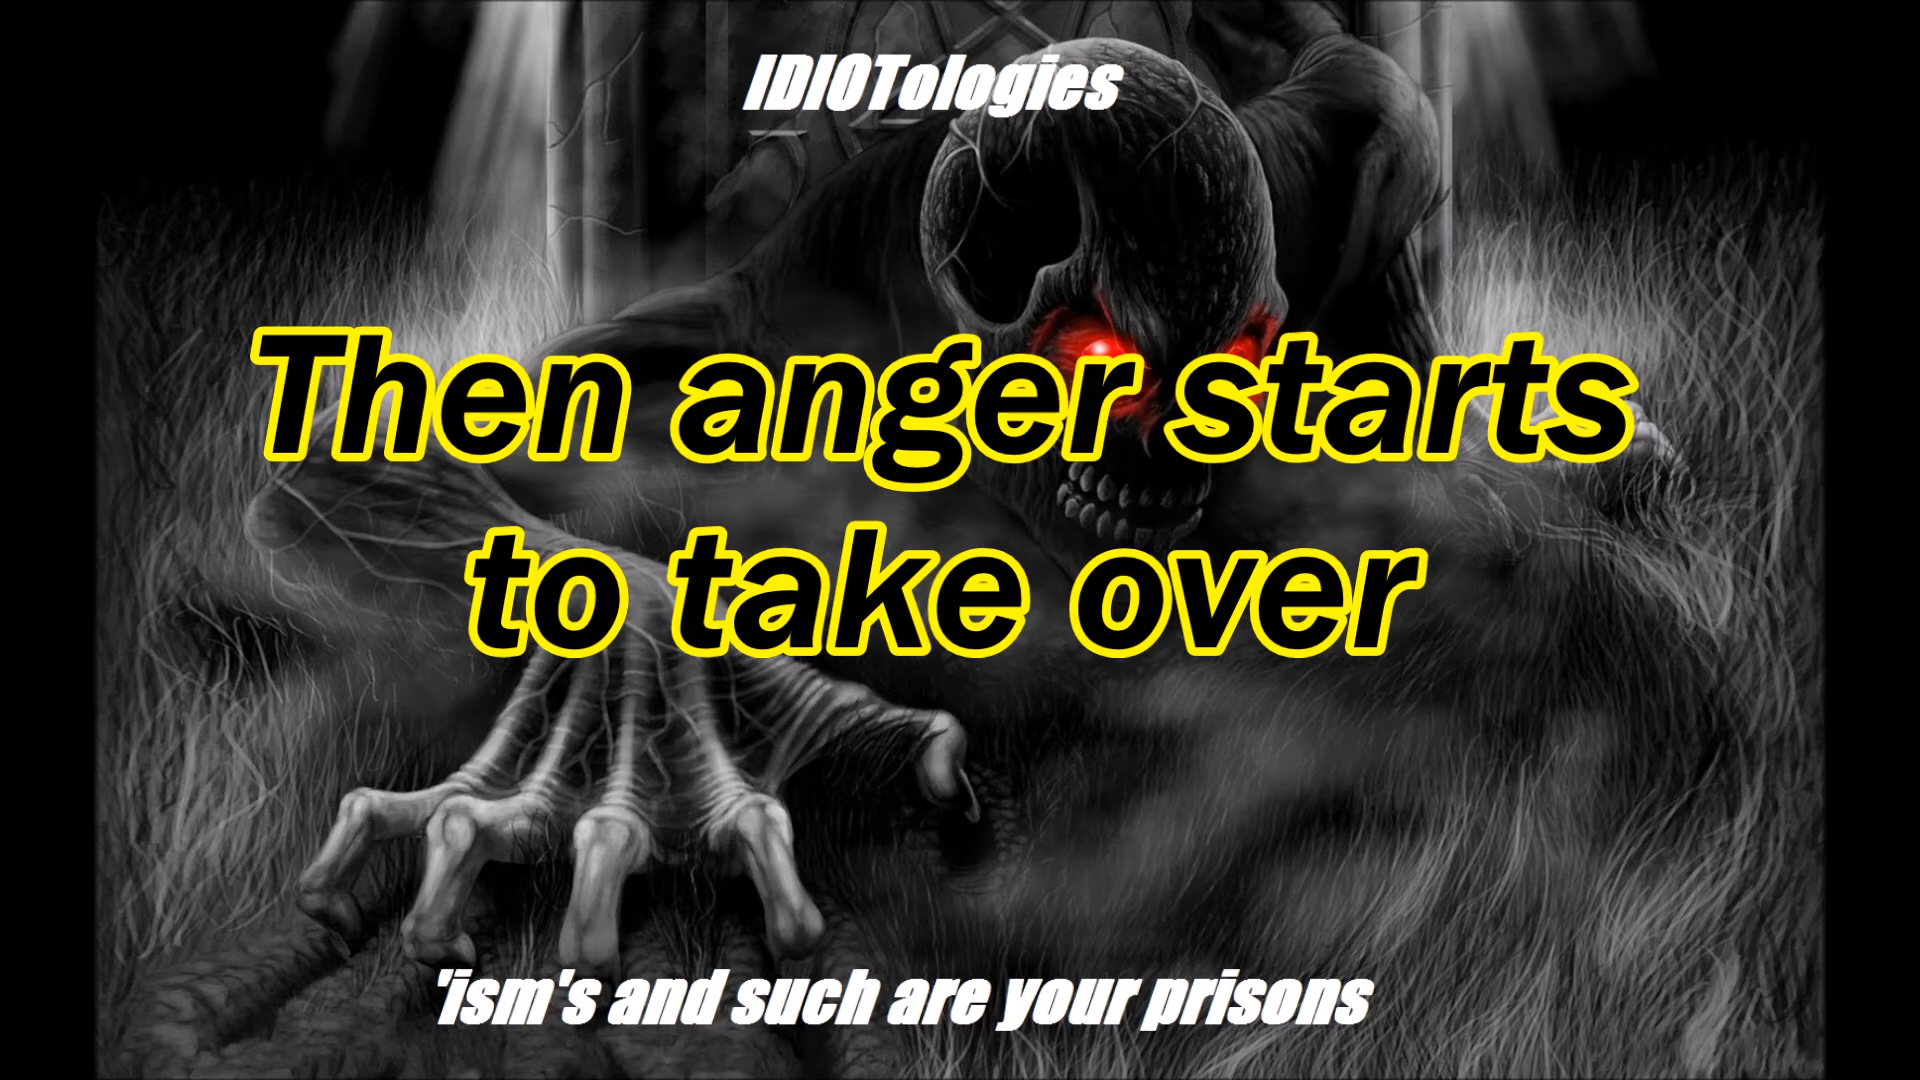 IDIOTologies
Then anger starts
to take over
'ism's and such are your prisons